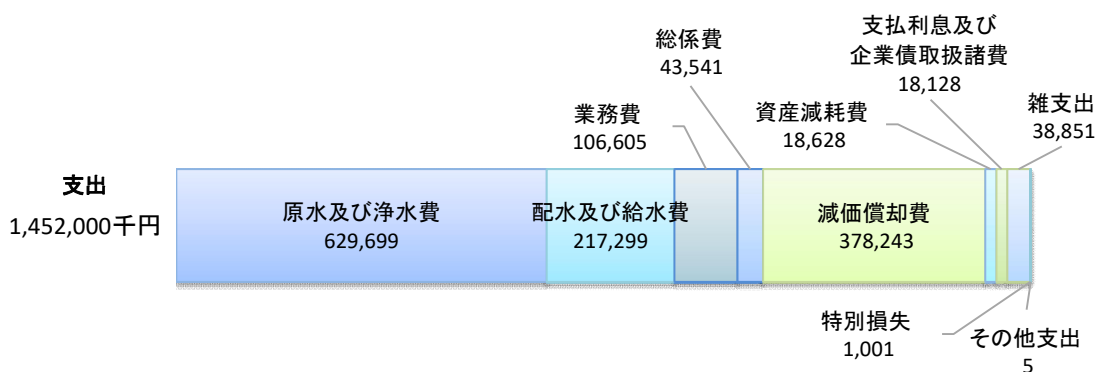 支払利息及び
企業債取扱諸費
18,128
総係費
43,541
業務費
106,605
資産減耗費
18,628
雑支出
38,851
支出
1,452,000千円
原水及び浄水費
629,699
配水及び給水費
217,299
減価償却費
378,243
特別損失
1,001
その他支出
5